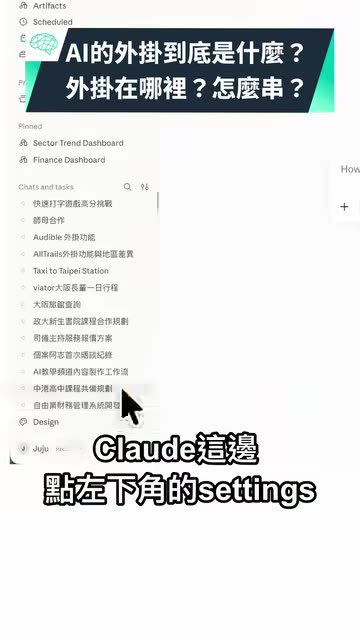 Artifacts
Scheduled
AI的外掛到底是什麼？
外掛在哪裡？怎麼串？
Pinned
Sector Trend Dashboard
Finance Dashboard
Chats and tasks
How
快速打字遊戲高分挑戰
師母合作
Audible 外掛功能
AllTrails外掛功能與地區差異
Taxi to Taipei Station
viator大阪長輩一日行程
大阪旅館查詢
政大新生書院課程合作規劃
司儀主持服務報價方案
個案阿志首次晤談紀錄
AI教學頻道內容製作工作流
中港高中課程共備規劃
自由業財務管理系統開發
Design
Juju
Claude這邊
點左下角的settings